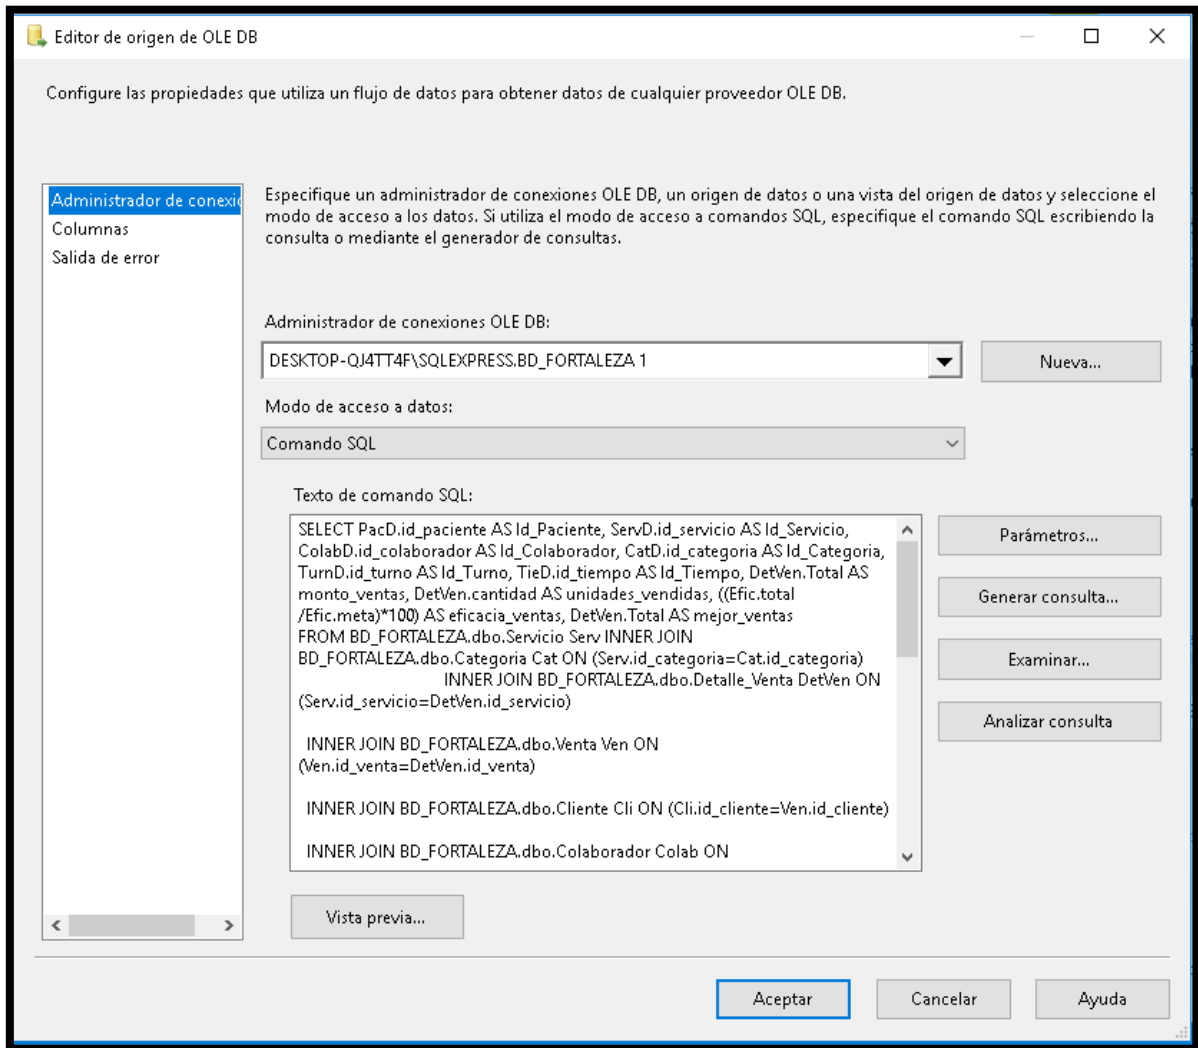 Editor de origen de OLE DB
Configure las propiedades que utiliza un flujo de datos para obtener datos de cualquier proveedor OLE DB.
Administrador de conexio
Columnas
Salida de error
Especifique un administrador de conexiones OLE DB, un origen de datos o una vista del origen de datos y seleccione el
modo de acceso a los datos. Si utiliza el modo de acceso a comandos SQL, especifique el comando SQL escribiendo la
consulta o mediante el generador de consultas.
Administrador de conexiones OLE DB:
DESKTOP-QJ4TT4F\SQLEXPRESS.BD_FORTALEZA 1
Nueva...
Modo de acceso a datos:
Comando SQL
Texto de comando SQL:
SELECT PacD.id_paciente AS Id_Paciente, ServD.id_servicio AS Id_Servicio,
ColabD.id_colaborador AS Id_Colaborador, CatD.id_categoria AS Id_Categoria,
TurnD.id_turno AS Id_Turno, TieD.id_tiempo AS Id_Tiempo, DetVen.Total AS
monto_ventas, DetVen.cantidad AS unidades_vendidas, ((Efic.total
/Efic.meta)*100) AS eficacia_ventas, DetVen.Total AS mejor_ventas
FROM BD_FORTALEZA.dbo.Servicio Serv INNER JOIN
BD_FORTALEZA.dbo.Categoria Cat ON (Serv.id_categoria=Cat.id_categoria)
INNER JOIN BD_FORTALEZA.dbo.Detalle_Venta DetVen ON
(Serv.id_servicio=DetVen.id_servicio)
INNER JOIN BD_FORTALEZA.dbo.Venta Ven ON
(Ven.id_venta=DetVen.id_venta)
INNER JOIN BD_FORTALEZA.dbo.Cliente Cli ON (Cli.id_cliente=Ven.id_cliente)
INNER JOIN BD_FORTALEZA.dbo.Colaborador Colab ON
Parámetros...
Generar consulta...
Examinar...
Analizar consulta
Vista previa...
Aceptar
Cancelar
Ayuda